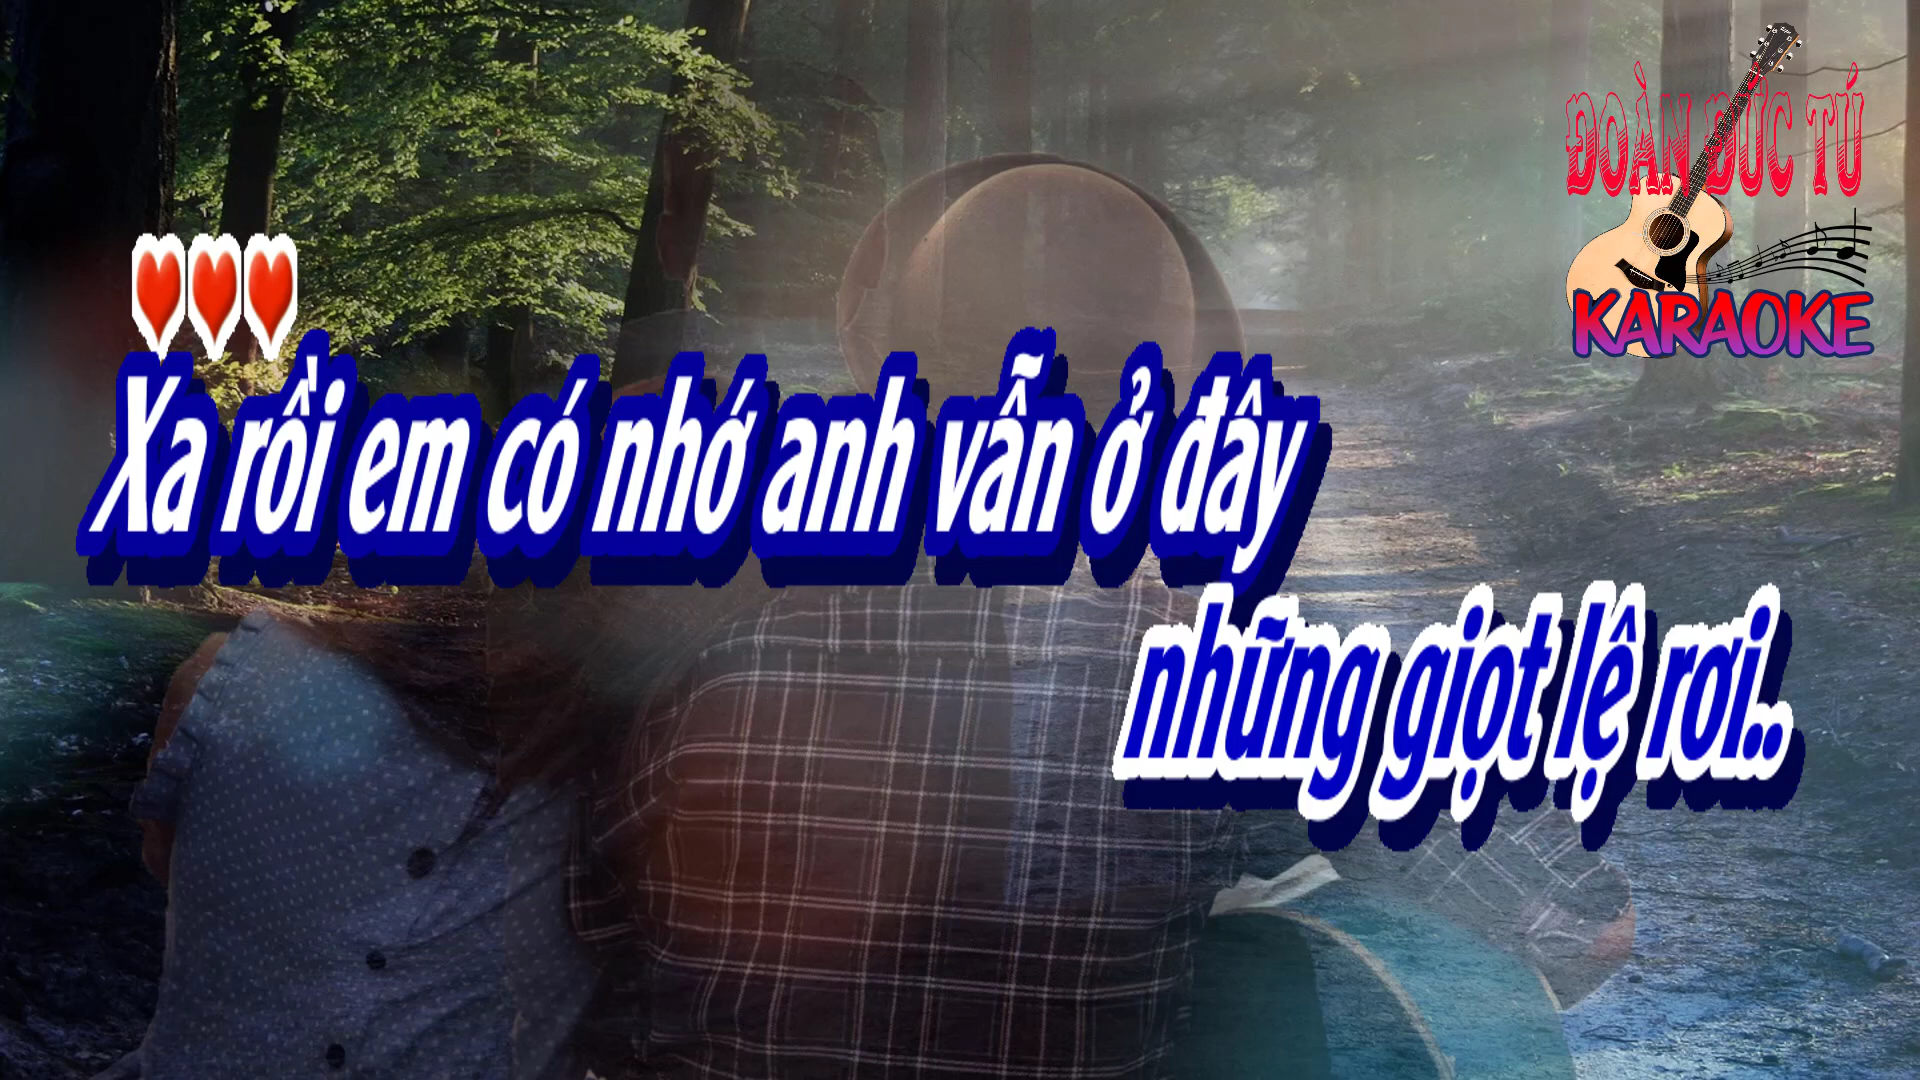 ĐOÀN ĐỨC TÚ
KARAOKE
Xa rồi em có nhớ anh vẫn ở đây
những giọt lệ rơi..